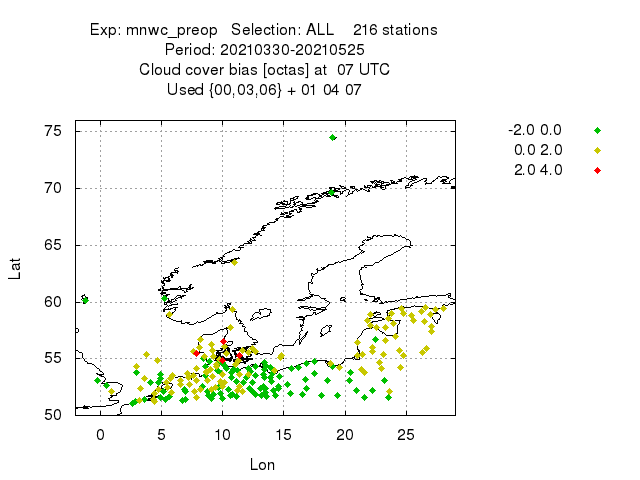 Exp: mnwc_preop   Selection: ALL    216 stations
Period: 20210330-20210525
Cloud cover bias [octas] at  07 UTC
Used {00,03,06} + 01 04 07
-2.0 0.0
0.0 2.0
2.0 4.0
75
70
65
60
55
50
Lat
0 5 10 15 20 25
Lon